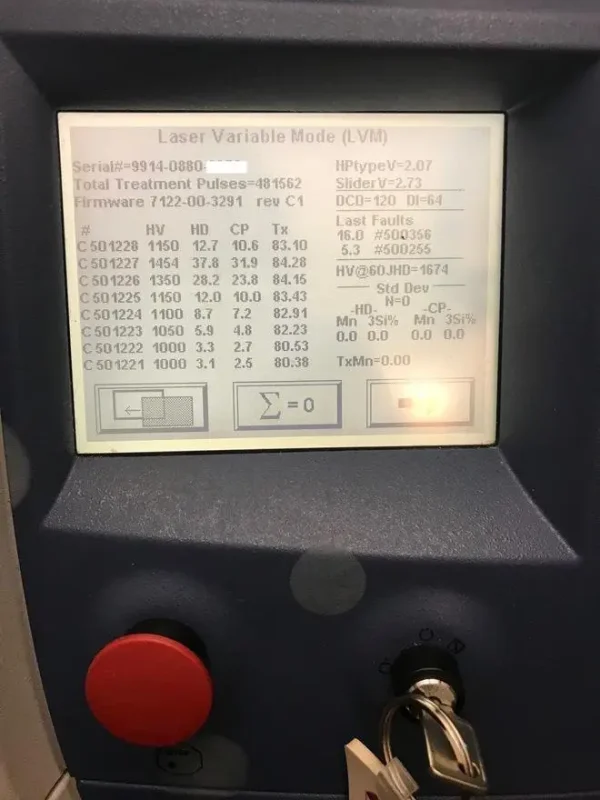 Laser Variable Mode (LVM)
Serial#=9914-0880-
Total Treatment Pulses=481562
Firmware 7122-00-3291 rev C1
HPtypeV=2.07
SliderV=2.73
DCD=120 DI=64
Last Faults
16.0 #500356
5.3 #500255
HV@60JHD=1674
Std Dev
N=0
-HD- -CP-
Mn 3Si% Mn 3Si%
0.0 0.0 0.0 0.0
TxMn=0.00
# HV HD CP Tx
C 501228 1150 12.7 10.6 83.10
C 501227 1454 37.8 31.9 84.28
C 501226 1350 28.2 23.8 84.15
C 501225 1150 12.0 10.0 83.43
C 501224 1100 8.7 7.2 82.91
C 501223 1050 5.9 4.8 82.23
C 501222 1000 3.3 2.7 80.53
C 501221 1000 3.1 2.5 80.38
← Σ = 0